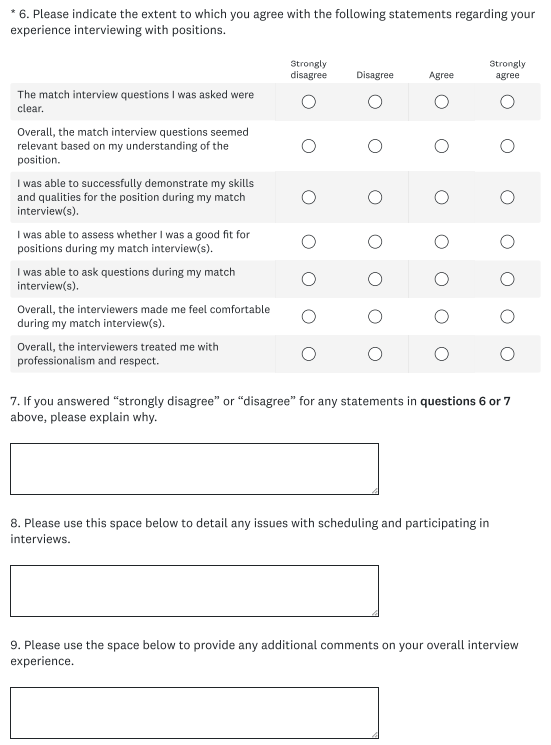 * 6. Please indicate the extent to which you agree with the following statements regarding your
experience interviewing with positions.
Strongly
disagree
Disagree
Agree
Strongly
agree
The match interview questions I was asked were
clear.
Overall, the match interview questions seemed
relevant based on my understanding of the
position.
I was able to successfully demonstrate my skills
and qualities for the position during my match
interview(s).
I was able to assess whether I was a good fit for
positions during my match interview(s).
I was able to ask questions during my match
interview(s).
Overall, the interviewers made me feel comfortable
during my match interview(s).
Overall, the interviewers treated me with
professionalism and respect.
7. If you answered “strongly disagree” or “disagree” for any statements in questions 6 or 7
above, please explain why.
8. Please use this space below to detail any issues with scheduling and participating in
interviews.
9. Please use the space below to provide any additional comments on your overall interview
experience.